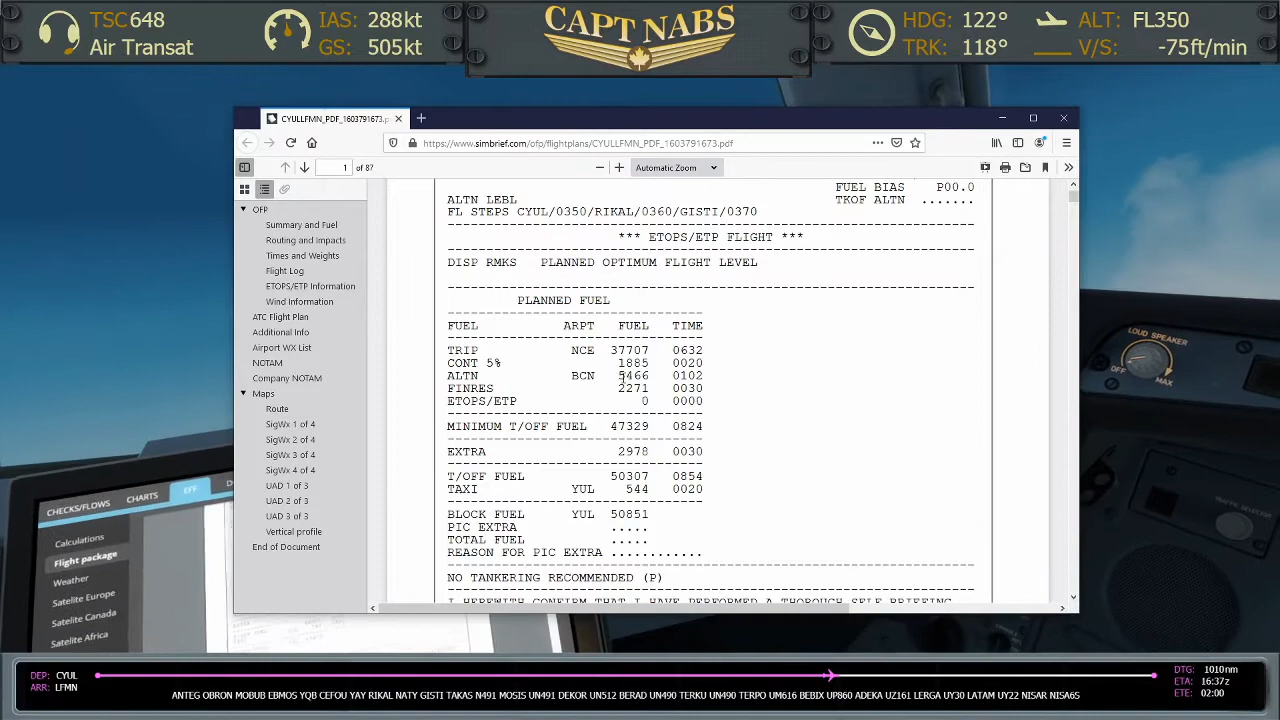 TSC648
Air Transat
IAS: 288kt
GS: 505kt
CAPT NABS
HDG: 122°
TRK: 118°
ALT: FL350
V/S: -75ft/min
CYULLFMN_PDF_1603791673.p
https://www.simbrief.com/ofp/flightplans/CYULLFMN_PDF_1603791673.pdf
1 of 87
Automatic Zoom
OFP
Summary and Fuel
Routing and Impacts
Times and Weights
Flight Log
ETOPS/ETP Information
Wind Information
ATC Flight Plan
Additional Info
Airport WX List
NOTAM
Company NOTAM
Maps
Route
SigWx 1 of 4
SigWx 2 of 4
SigWx 3 of 4
SigWx 4 of 4
UAD 1 of 3
UAD 2 of 3
UAD 3 of 3
Vertical profile
End of Document
FUEL BIAS P00.0
ALTN LEBL TKOF ALTN .......
FL STEPS CYUL/0350/RIKAL/0360/GISTI/0370
*** ETOPS/ETP FLIGHT ***
DISP RMKS PLANNED OPTIMUM FLIGHT LEVEL
PLANNED FUEL
FUEL ARPT FUEL TIME
TRIP NCE 37707 0632
CONT 5% 1885 0020
ALTN BCN 5466 0102
FINRES 2271 0030
ETOPS/ETP 0 0000
MINIMUM T/OFF FUEL 47329 0824
EXTRA 2978 0030
T/OFF FUEL 50307 0854
TAXI YUL 544 0020
BLOCK FUEL YUL 50851
PIC EXTRA .....
TOTAL FUEL .....
REASON FOR PIC EXTRA ............
NO TANKERING RECOMMENDED (P)
I HEREWITH CONFIRM THAT I HAVE PERFORMED A THOROUGH SELF BRIEFING
CHECKS/FLOWS
CHARTS
EFF
Calculations
Flight package
Weather
Satellite Europe
Satellite Canada
Satellite Africa
LOUD SPEAKER
OFF
MAX
TRAFFIC SELECTOR
DEP: CYUL
ARR: LFMN
ANTEG OBRON MOBUB EBMOS YQB CEFOU YAY RIKAL NATY GISTI TAKAS N491 MOSIS UN491 DEKOR UN512 BERAD UN490 TERKU UN490 TERPO UM616 BEBIX UP860 ADEKA UZ161 LERGA UY30 LATAM UY22 NISAR NISA6S
DTG: 1010nm
ETA: 16:37z
ETE: 02:00